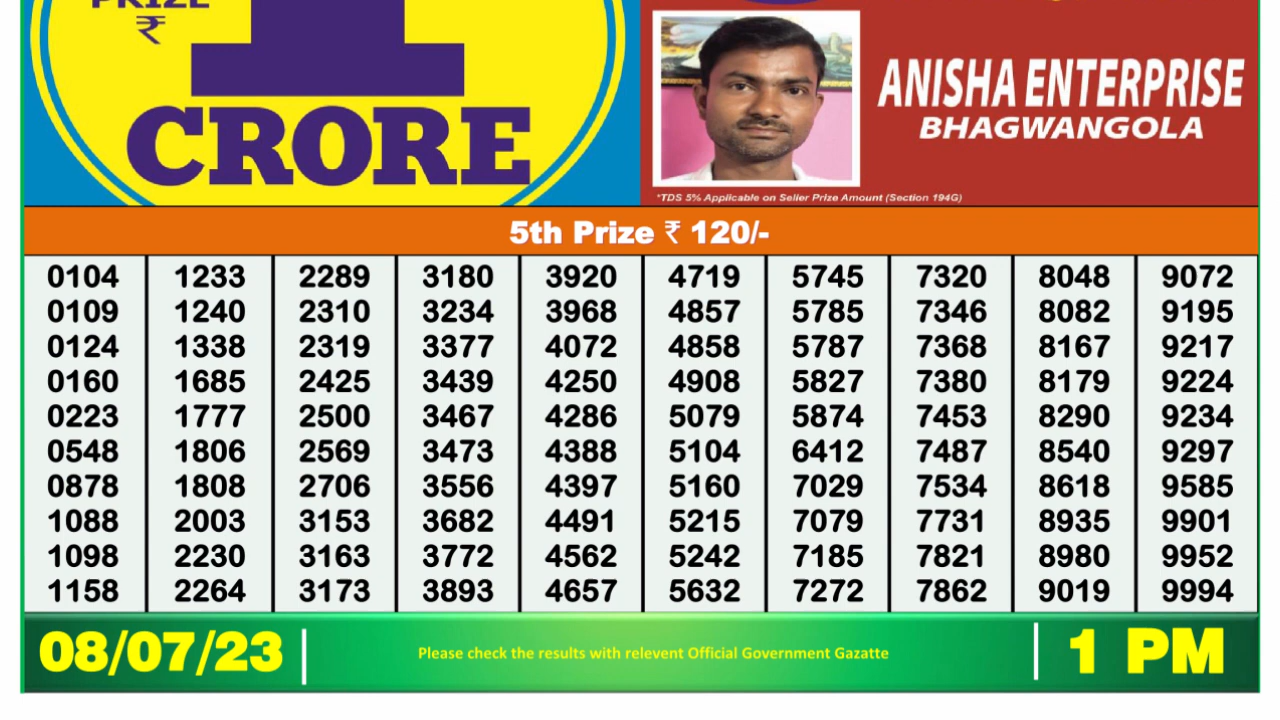 PRIZE
₹
1
CRORE
ANISHA ENTERPRISE
BHAGWANGOLA
*TDS 5% Applicable on Seller Prize Amount (Section 194G)
5th Prize ₹ 120/-
0104 1233 2289 3180 3920 4719 5745 7320 8048 9072
0109 1240 2310 3234 3968 4857 5785 7346 8082 9195
0124 1338 2319 3377 4072 4858 5787 7368 8167 9217
0160 1685 2425 3439 4250 4908 5827 7380 8179 9224
0223 1777 2500 3467 4286 5079 5874 7453 8290 9234
0548 1806 2569 3473 4388 5104 6412 7487 8540 9297
0878 1808 2706 3556 4397 5160 7029 7534 8618 9585
1088 2003 3153 3682 4491 5215 7079 7731 8935 9901
1098 2230 3163 3772 4562 5242 7185 7821 8980 9952
1158 2264 3173 3893 4657 5632 7272 7862 9019 9994
08/07/23
Please check the results with relevent Official Government Gazatte
1 PM